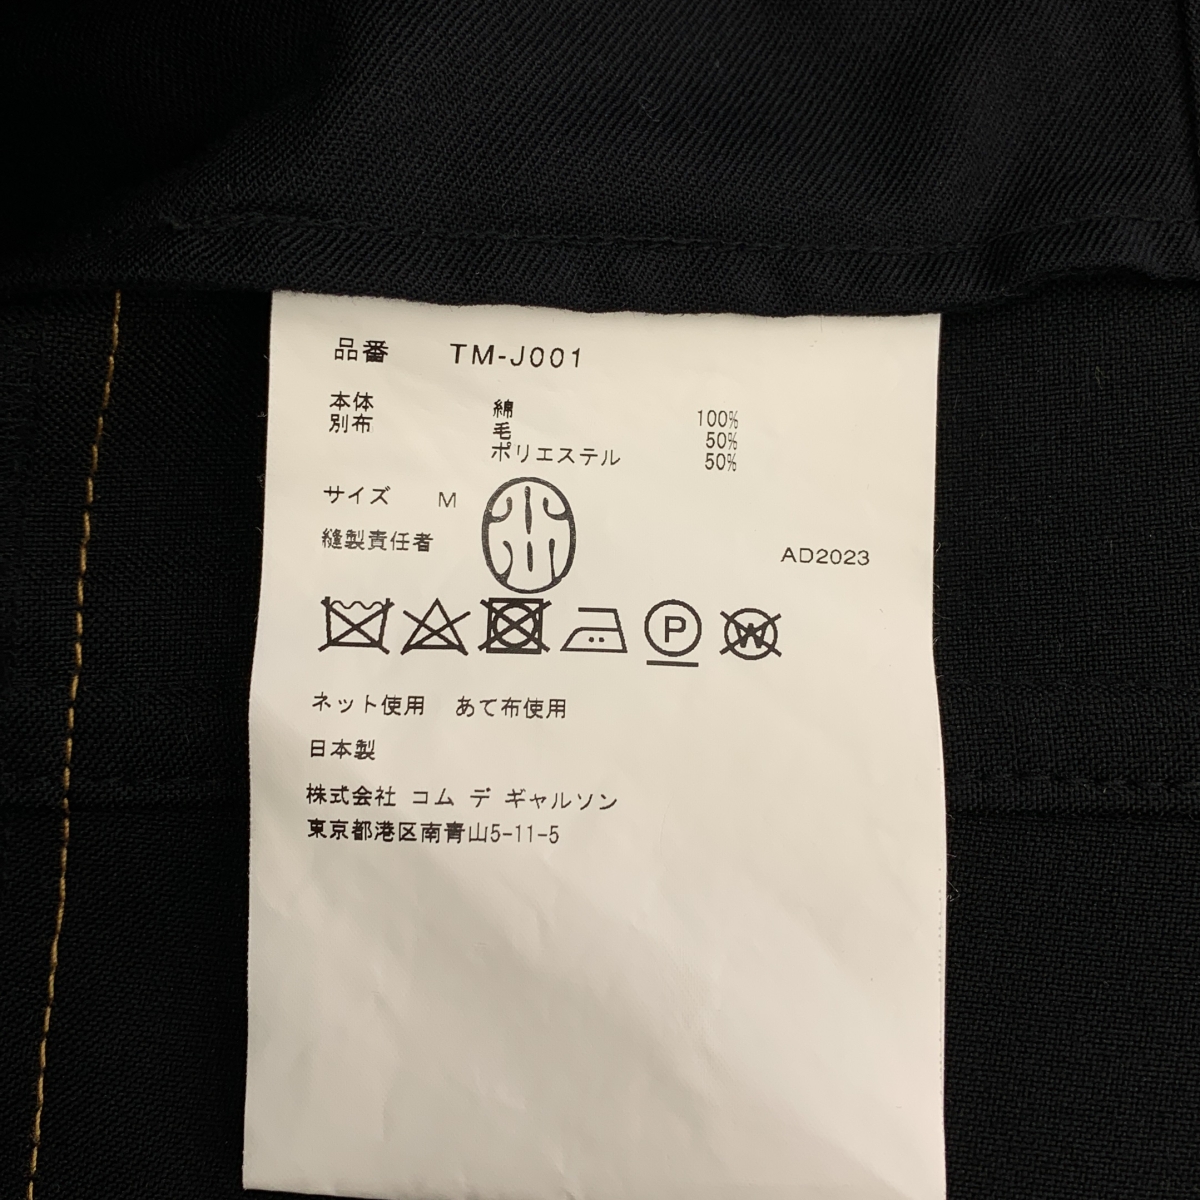 品番 TM-J001
本体 綿 100%
別布 毛 50%
ポリエステル 50%
サイズ M
縫製責任者
AD2023
P W
ネット使用 あて布使用
日本製
株式会社 コム デ ギャルソン
東京都港区南青山5-11-5